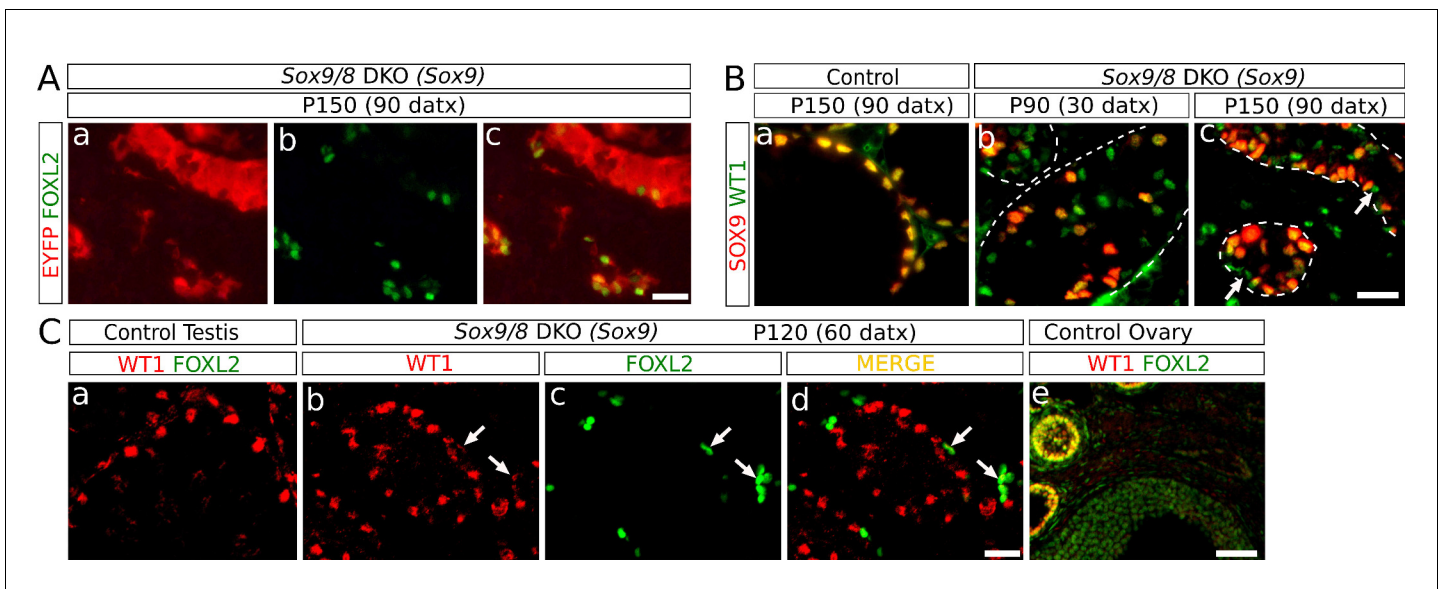 A
Sox9/8 DKO (Sox9)
P150 (90 datx)
EYFP FOXL2
a
b
c
B
Control
Sox9/8 DKO (Sox9)
P150 (90 datx)
P90 (30 datx)
P150 (90 datx)
SOX9 WT1
a
b
c
C
Control Testis
Sox9/8 DKO (Sox9) P120 (60 datx)
Control Ovary
WT1 FOXL2
WT1
FOXL2
MERGE
WT1 FOXL2
a
b
c
d
e